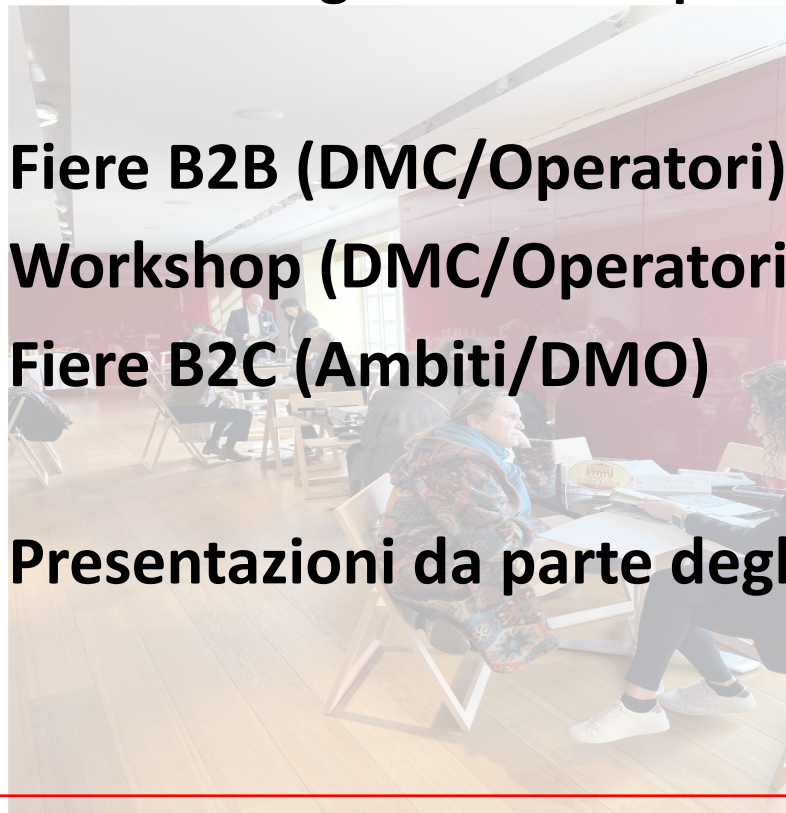 Fiere B2B (DMC/Operatori)
Workshop (DMC/Operatori
Fiere B2C (Ambiti/DMO)
Presentazioni da parte degl